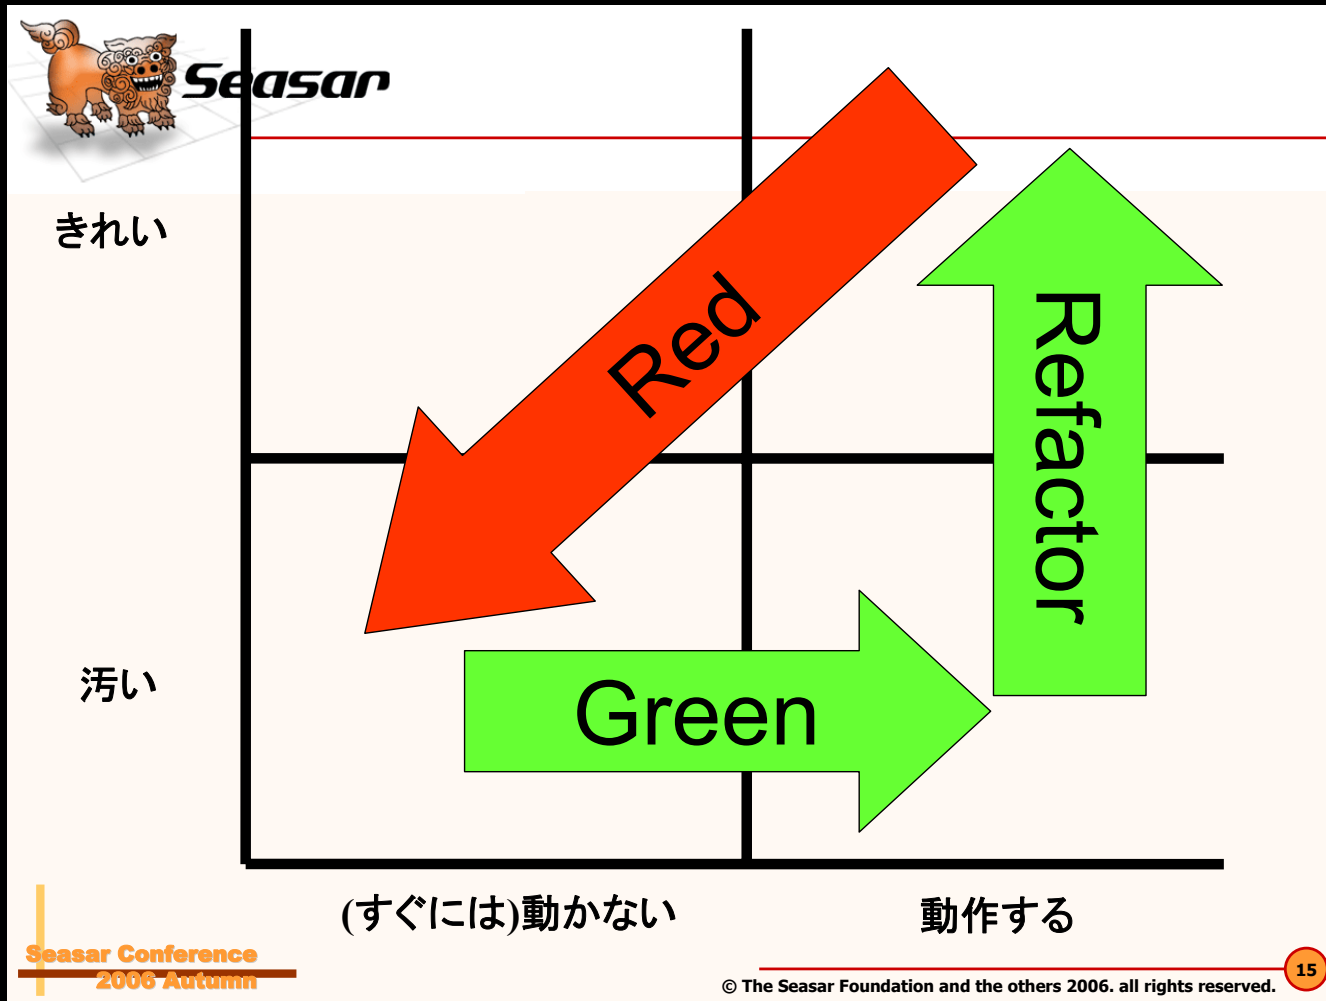 Seasar
きれい
Red
Refactor
汚い
Green
(すぐには)動かない
動作する
Seasar Conference
2006 Autumn
© The Seasar Foundation and the others 2006. all rights reserved.
15